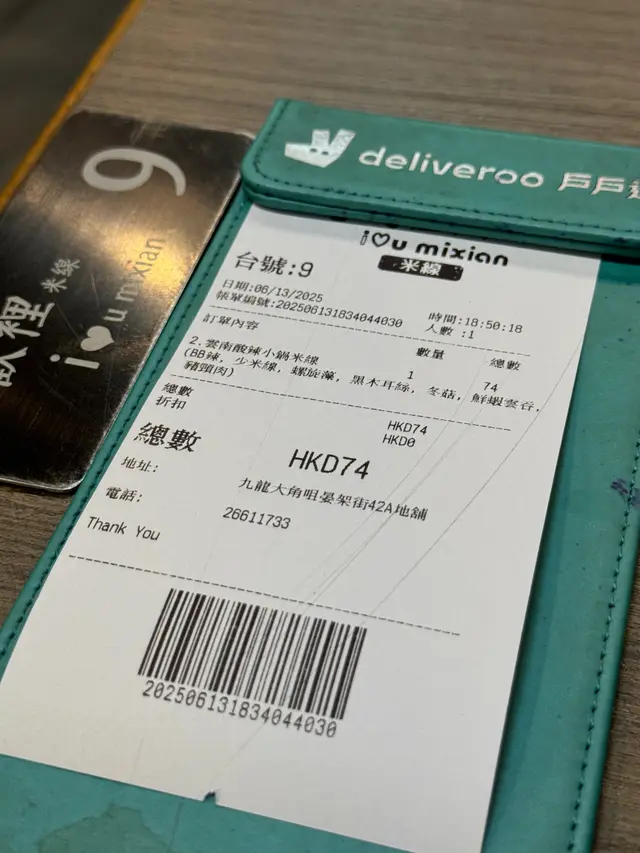 deliveroo 戶戶送
9
i♥u mixian
米線
裡
i♥u mixian
米線
台號:9
日期:06/13/2025
時間:18:50:18
帳單編號:202506131834044030
人數:1
訂單內容
數量
總數
2.雲南酸辣小鍋米線
1
74
(BB辣, 少米線, 螺旋藻, 黑木耳絲, 冬菇, 鮮蝦雲吞,
豬頸肉)
總數
HKD74
折扣
HKD0
總數
HKD74
地址:
九龍大角咀晏架街42A地舖
電話:
26611733
Thank You
202506131834044030